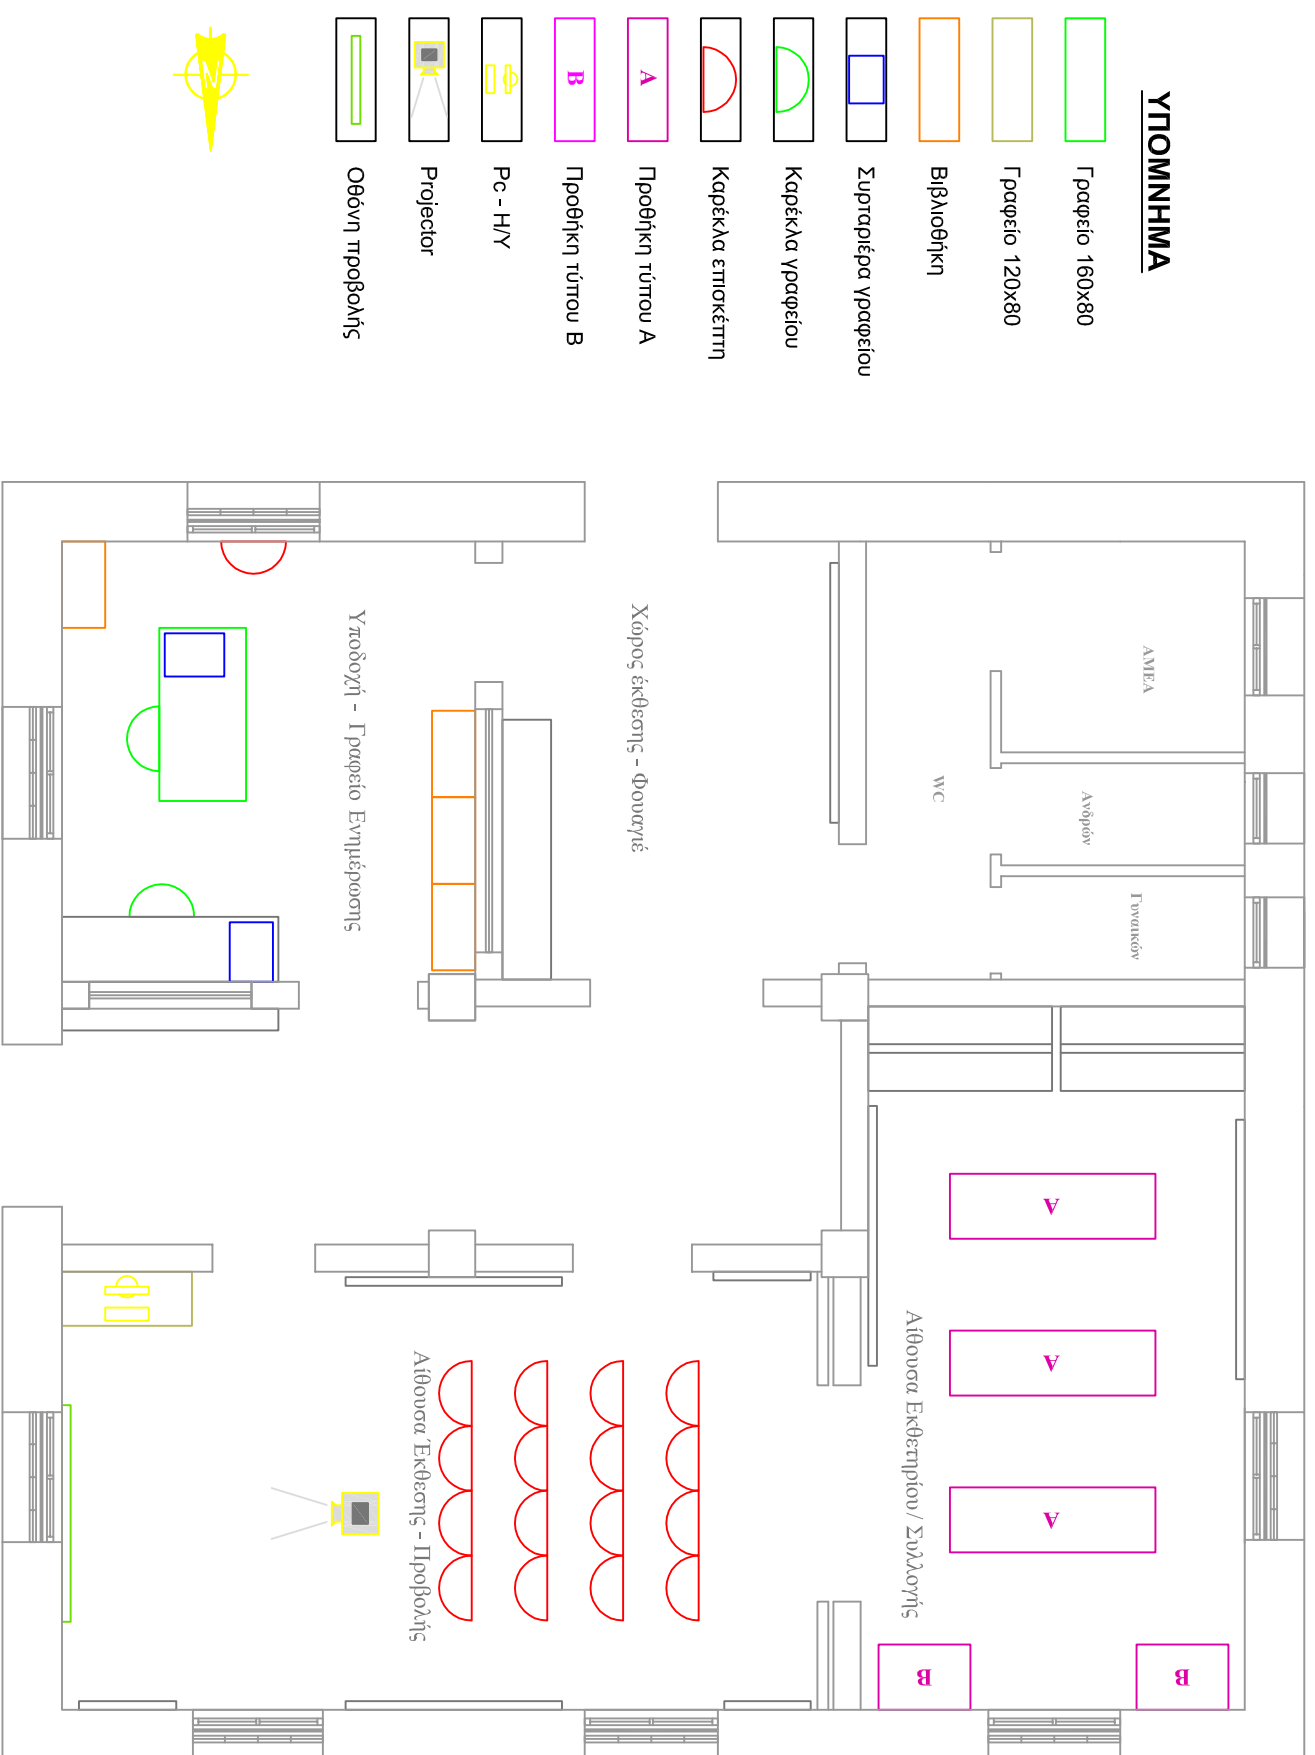 ΥΠΟΜΝΗΜΑ
Γραφείο 160x80
Γραφείο 120x80
Βιβλιοθήκη
Συρταριέρα γραφείου
Καρέκλα γραφείου
Καρέκλα επισκέπτη
A
Προθήκη τύπου Α
B
Προθήκη τύπου Β
Pc - Η/Υ
Projector
Οθόνη προβολής
ΑΜΕΑ
Ανδρών
Γυναικών
WC
Χώρος έκθεσης - Φουαγιέ
Υποδοχή - Γραφείο Ενημέρωσης
A
A
A
Αίθουσα Εκθετηρίου / Συλλογής
B
B
Αίθουσα Έκθεσης - Προβολής